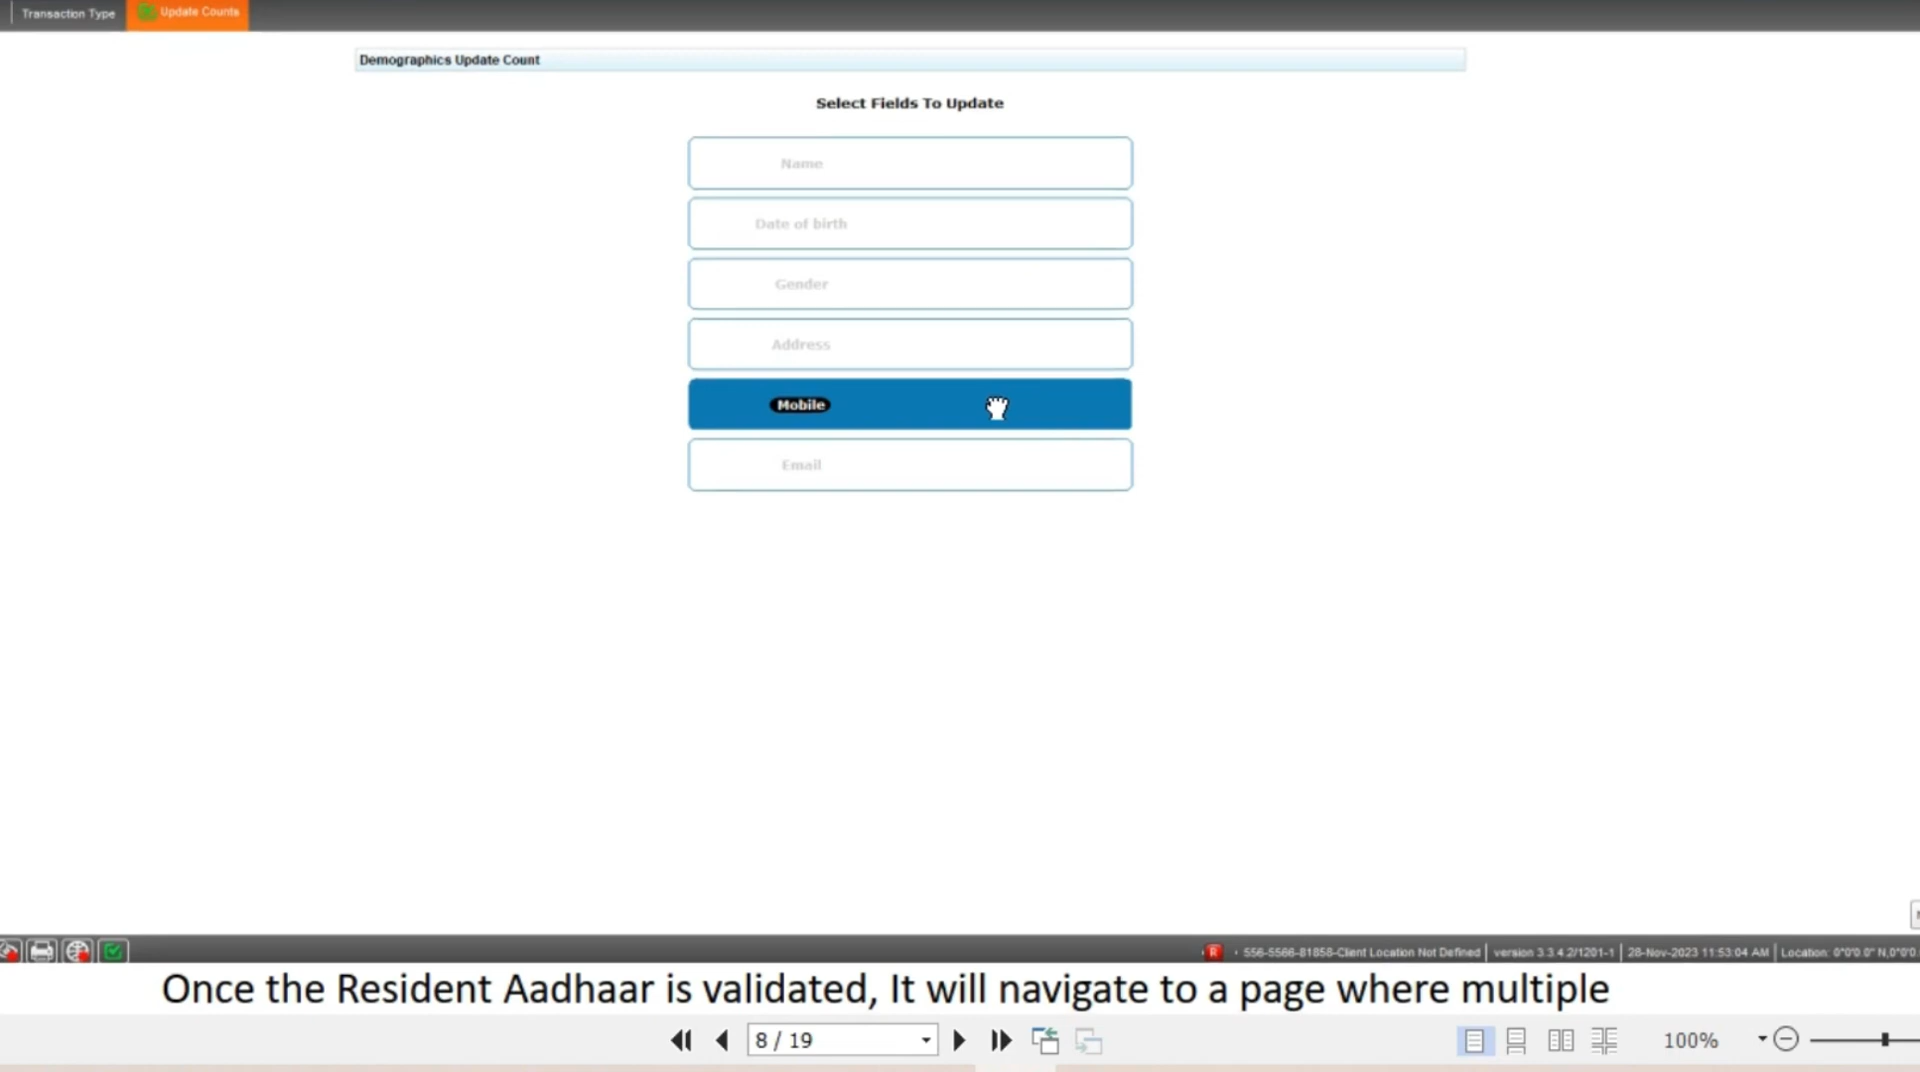 Transaction Type
Update Counts
Demographics Update Count
Select Fields To Update
Name
Date of birth
Gender
Address
Mobile
Email
R
556-5566-81858-Client Location Not Defined
version 3.3.4.2/1201-1
28-Nov-2023 11:53:04 AM
Location: 0°0'0.0" N,0°0'0.
Once the Resident Aadhaar is validated, It will navigate to a page where multiple
8 / 19
100%